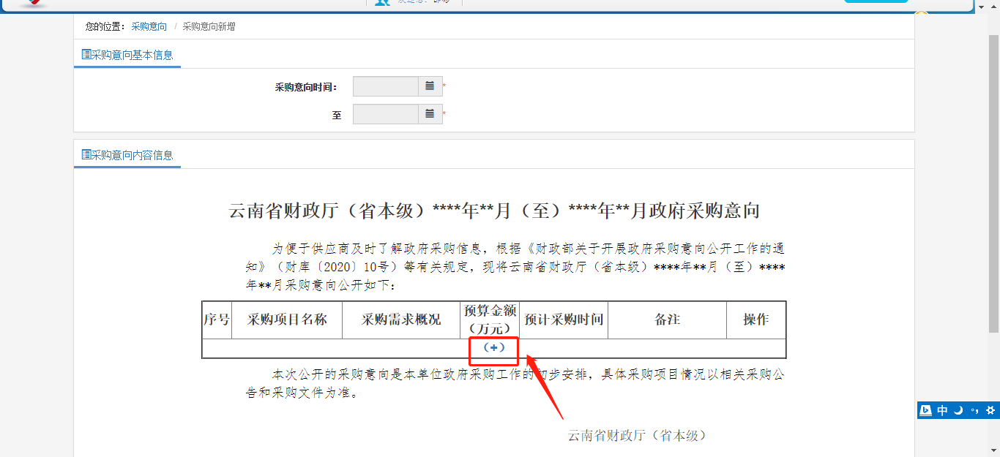 您的位置： 采购意向 / 采购意向新增
采购意向基本信息
采购意向时间：
*
至
*
采购意向内容信息
云南省财政厅（省本级）****年**月（至）****年**月政府采购意向
为便于供应商及时了解政府采购信息，根据《财政部关于开展政府采购意向公开工作的通
知》（财库〔2020〕10号）等有关规定，现将云南省财政厅（省本级）****年**月（至）****
年**月采购意向公开如下：
序号 采购项目名称 采购需求概况 预算金额 预计采购时间 备注 操作
（万元）
（+）
本次公开的采购意向是本单位政府采购工作的初步安排，具体采购项目情况以相关采购公
告和采购文件为准。
中
云南省财政厅（省本级）